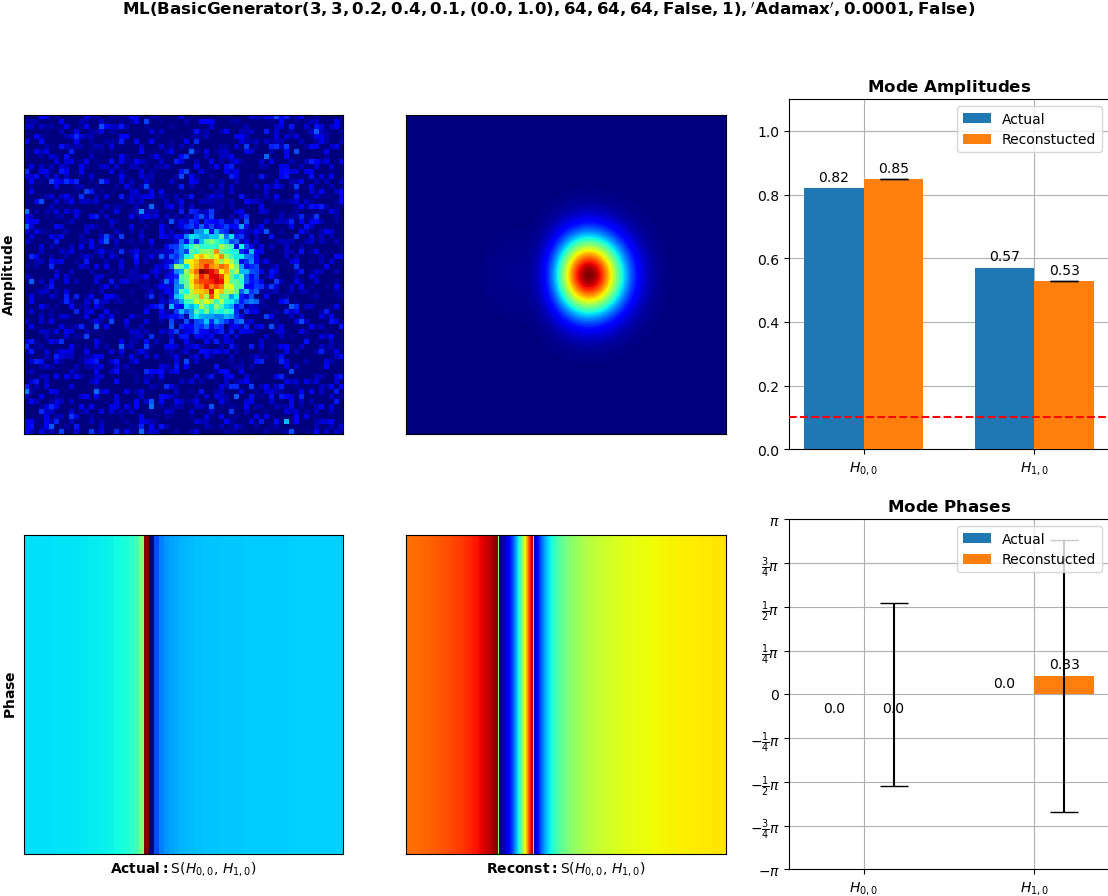 ML(BasicGenerator(3, 3, 0.2, 0.4, 0.1, (0.0, 1.0), 64, 64, 64, False, 1), 'Adamax', 0.0001, False)
Amplitude
Mode Amplitudes
Actual
Reconstucted
1.0
0.8
0.6
0.4
0.2
0.0
0.82
0.85
0.57
0.53
H0, 0
H1, 0
Phase
Actual: S(H0, 0, H1, 0)
Reconst: S(H0, 0, H1, 0)
Mode Phases
Actual
Reconstucted
π
3/4π
1/2π
1/4π
0
−1/4π
−1/2π
−3/4π
−π
0.0
0.0
0.0
0.33
H0, 0
H1, 0